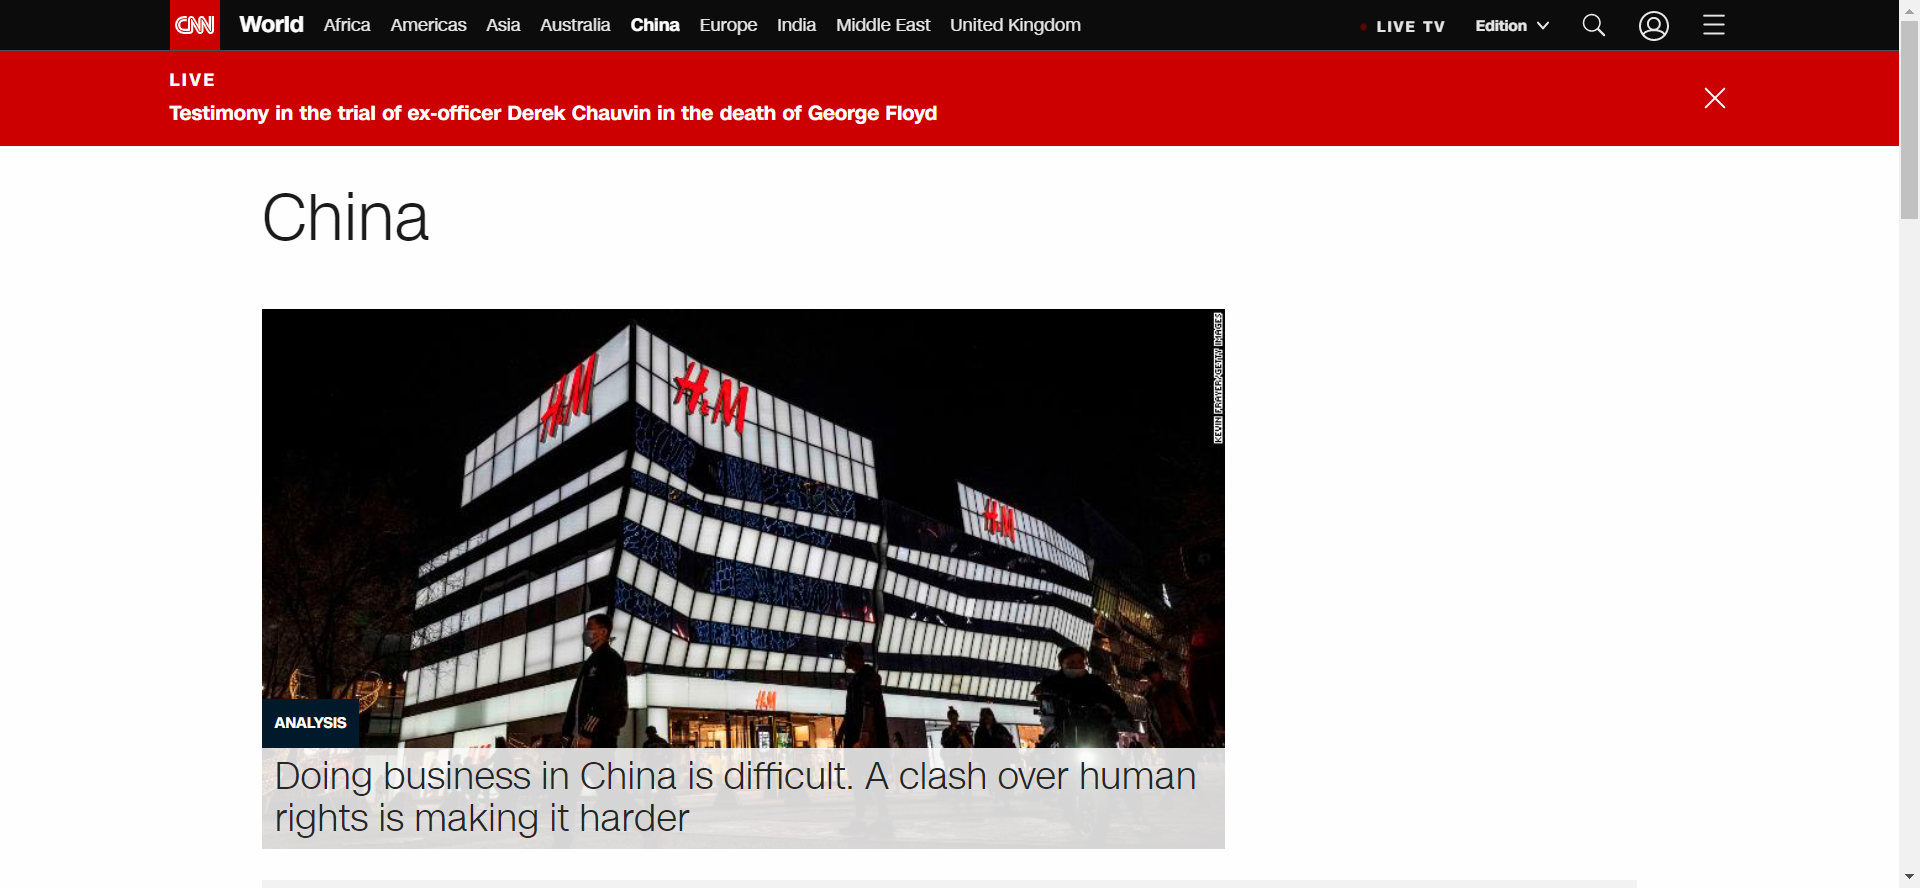 CNN World Africa Americas Asia Australia China Europe India Middle East United Kingdom LIVE TV Edition
LIVE
Testimony in the trial of ex-officer Derek Chauvin in the death of George Floyd
China
H&M
H&M
H&M
H&M
KEVIN FRAYER/GETTY IMAGES
ANALYSIS
Doing business in China is difficult. A clash over human
rights is making it harder